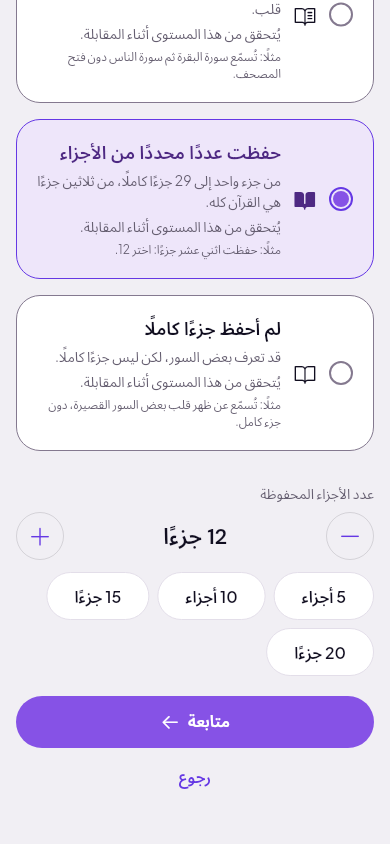 قلب.
يُتحقق من هذا المستوى أثناء المقابلة.
مثلًا: تُسمّع سورة البقرة ثم سورة الناس دون فتح
المصحف.
حفظت عددًا محددًا من الأجزاء
من جزء واحد إلى 29 جزءًا كاملًا، من ثلاثين جزءًا
هي القرآن كله.
يُتحقق من هذا المستوى أثناء المقابلة.
مثلًا: حفظت اثني عشر جزءًا: اختر 12.
لم أحفظ جزءًا كاملًا
قد تعرف بعض السور، لكن ليس جزءًا كاملًا.
يُتحقق من هذا المستوى أثناء المقابلة.
مثلًا: تُسمّع عن ظهر قلب بعض السور القصيرة، دون
جزء كامل.
عدد الأجزاء المحفوظة
12 جزءًا
5 أجزاء
10 أجزاء
15 جزءًا
20 جزءًا
متابعة
رجوع